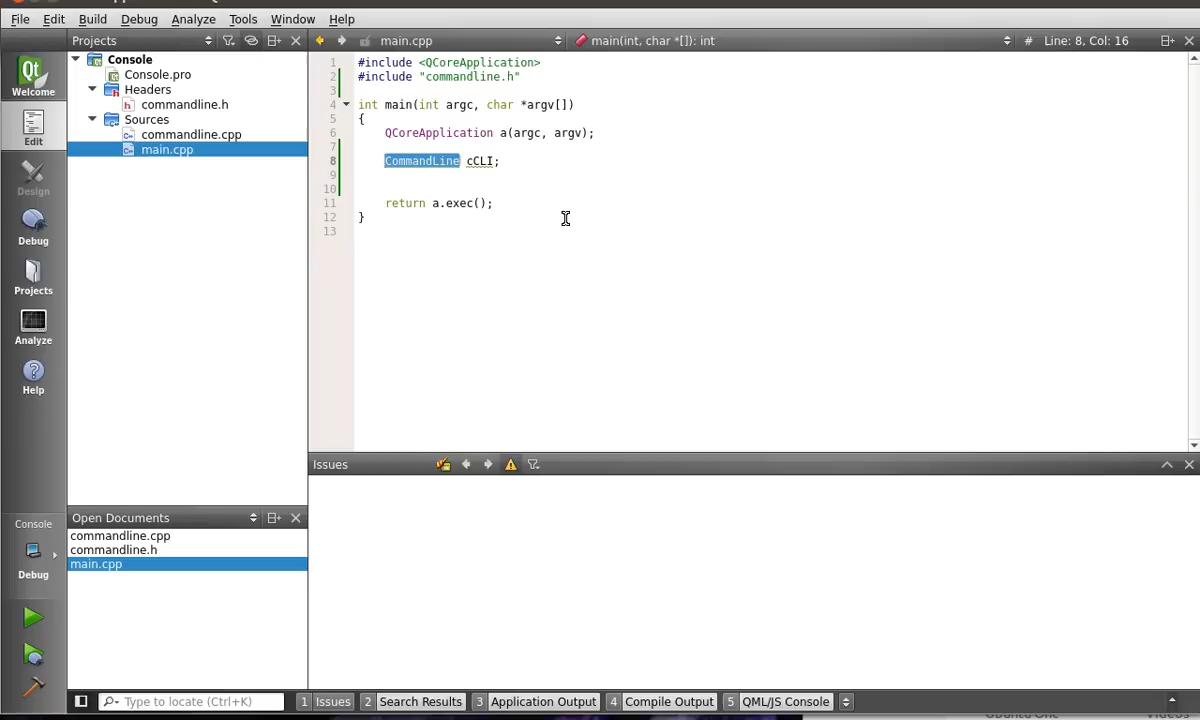 File Edit Build Debug Analyze Tools Window Help
Projects
main.cpp
main(int, char *[]): int
# Line: 8, Col: 16
Welcome
Edit
Design
Debug
Projects
Analyze
Help
Console
Console.pro
Headers
commandline.h
Sources
commandline.cpp
main.cpp
1 #include <QCoreApplication>
2 #include "commandline.h"
3
4 int main(int argc, char *argv[])
5 {
6 QCoreApplication a(argc, argv);
7
8 CommandLine cCLI;
9
10
11 return a.exec();
12 }
13
Issues
Open Documents
commandline.cpp
commandline.h
main.cpp
Console
Debug
Type to locate (Ctrl+K)
1 Issues 2 Search Results 3 Application Output 4 Compile Output 5 QML/JS Console